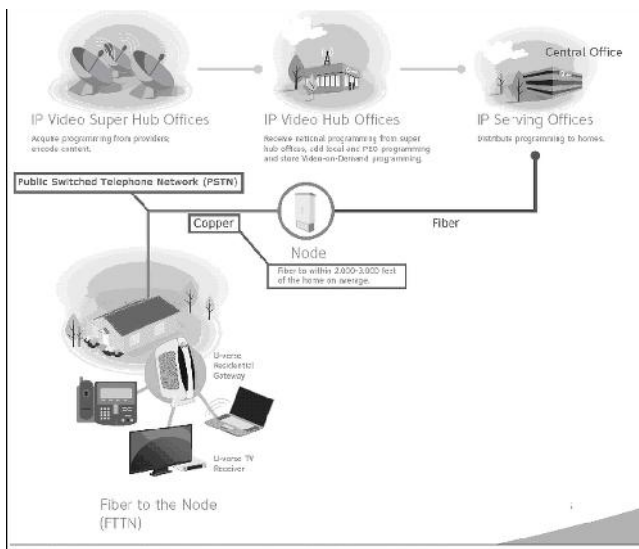 Central Office
IP Video Super Hub Offices
Acquire programming from providers;
encode content.
IP Video Hub Offices
Receive national programming from super
hub offices, add local and PEG programming
and store Video-on-Demand programming.
IP Serving Offices
Distribute programming to homes.
Public Switched Telephone Network (PSTN)
Copper
Fiber
Node
Fiber to within 2,000-3,000 feet
of the home on average.
U-verse
Residential
Gateway
U-verse TV
Receiver
Fiber to the Node
(FTTN)